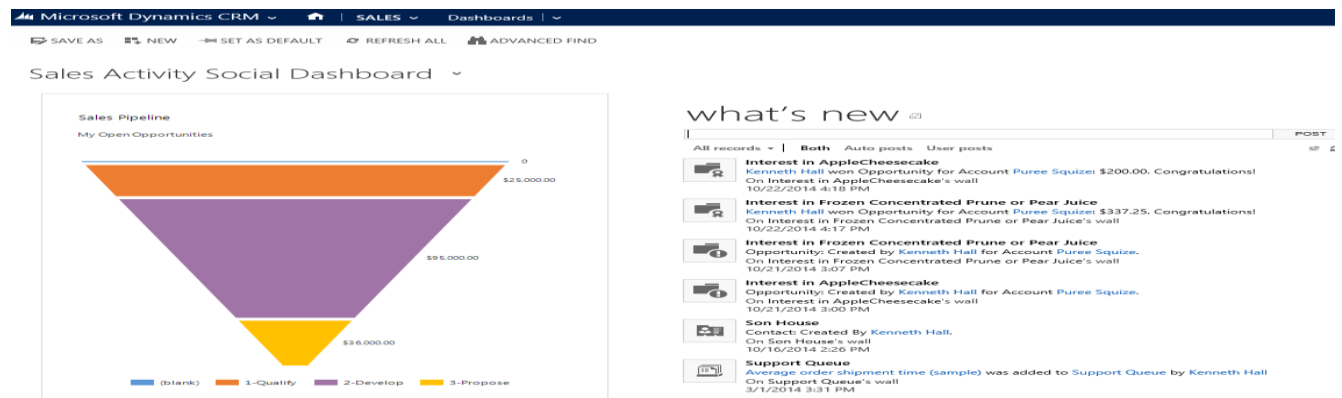 Microsoft Dynamics CRM SALES Dashboards
SAVE AS NEW SET AS DEFAULT REFRESH ALL ADVANCED FIND
Sales Activity Social Dashboard
Sales Pipeline
My Open Opportunities
0
$25,000.00
$95,000.00
$36,000.00
(blank) 1-Qualify 2-Develop 3-Propose
what's new
POST
All records Both Auto posts User posts
Interest in AppleCheesecake
Kenneth Hall won Opportunity for Account Puree Squize: $200.00. Congratulations!
On Interest in AppleCheesecake's wall
10/22/2014 4:18 PM
Interest in Frozen Concentrated Prune or Pear Juice
Kenneth Hall won Opportunity for Account Puree Squize: $337.25. Congratulations!
On Interest in Frozen Concentrated Prune or Pear Juice's wall
10/22/2014 4:17 PM
Interest in Frozen Concentrated Prune or Pear Juice
Opportunity: Created by Kenneth Hall for Account Puree Squize.
On Interest in Frozen Concentrated Prune or Pear Juice's wall
10/21/2014 3:07 PM
Interest in AppleCheesecake
Opportunity: Created by Kenneth Hall for Account Puree Squize.
On Interest in AppleCheesecake's wall
10/21/2014 3:00 PM
Son House
Contact: Created By Kenneth Hall.
On Son House's wall
10/16/2014 2:26 PM
Support Queue
Average order shipment time (sample) was added to Support Queue by Kenneth Hall
On Support Queue's wall
3/1/2014 3:31 PM